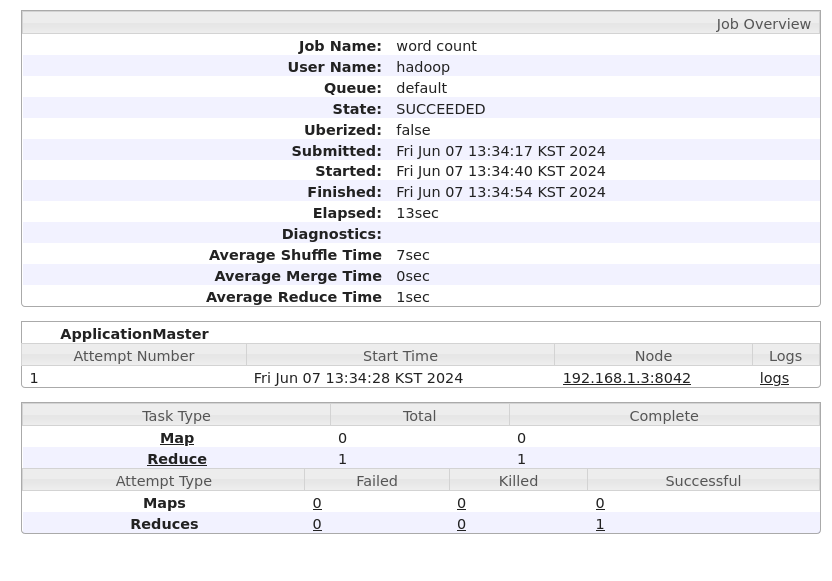 Job Overview
Job Name: word count
User Name: hadoop
Queue: default
State: SUCCEEDED
Uberized: false
Submitted: Fri Jun 07 13:34:17 KST 2024
Started: Fri Jun 07 13:34:40 KST 2024
Finished: Fri Jun 07 13:34:54 KST 2024
Elapsed: 13sec
Diagnostics:
Average Shuffle Time 7sec
Average Merge Time 0sec
Average Reduce Time 1sec
ApplicationMaster
Attempt Number Start Time Node Logs
1 Fri Jun 07 13:34:28 KST 2024 192.168.1.3:8042 logs
Task Type Total Complete
Map 0 0
Reduce 1 1
Attempt Type Failed Killed Successful
Maps 0 0 0
Reduces 0 0 1